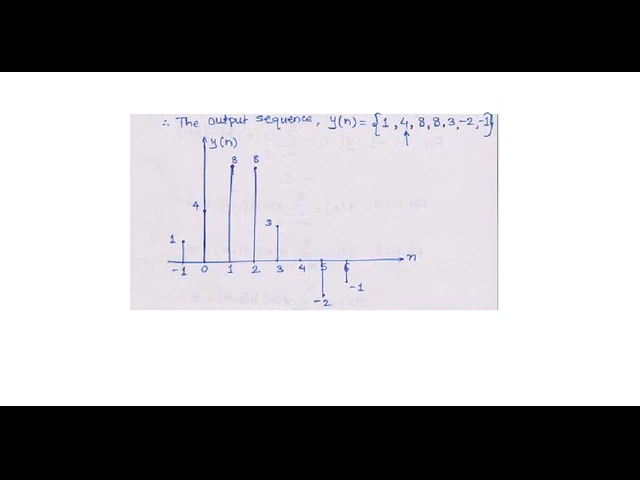 ∴ The output sequence, y(n) = {1, 4, 8, 8, 3, -2, -1}
↑
y(n)
8 8
4
3
1
n
-1 0 1 2 3 4 5 6
-1
-2